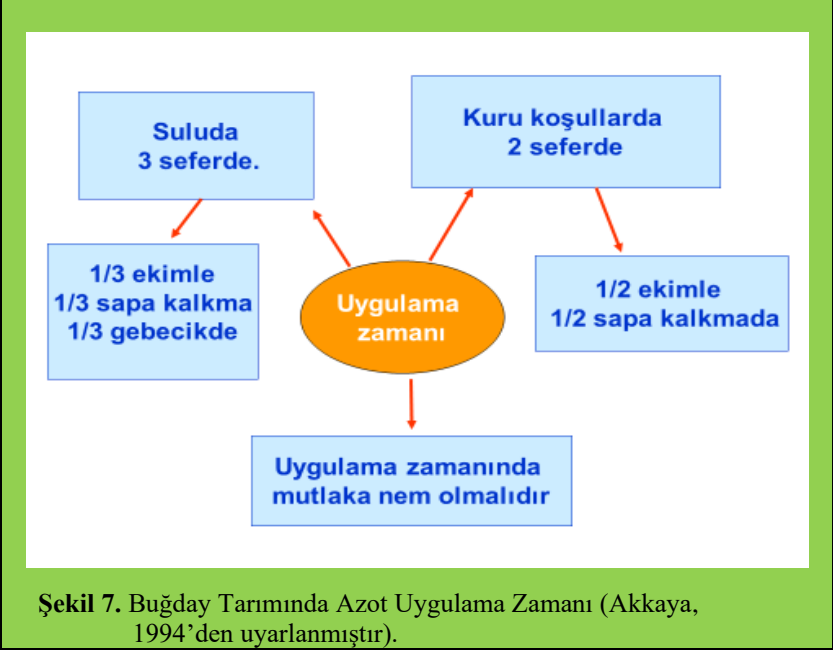 Suluda
3 seferde.
Kuru koşullarda
2 seferde
1/3 ekimle
1/3 sapa kalkma
1/3 gebecikde
Uygulama
zamanı
1/2 ekimle
1/2 sapa kalkmada
Uygulama zamanında
mutlaka nem olmalıdır
Şekil 7. Buğday Tarımında Azot Uygulama Zamanı (Akkaya,
1994’den uyarlanmıştır).